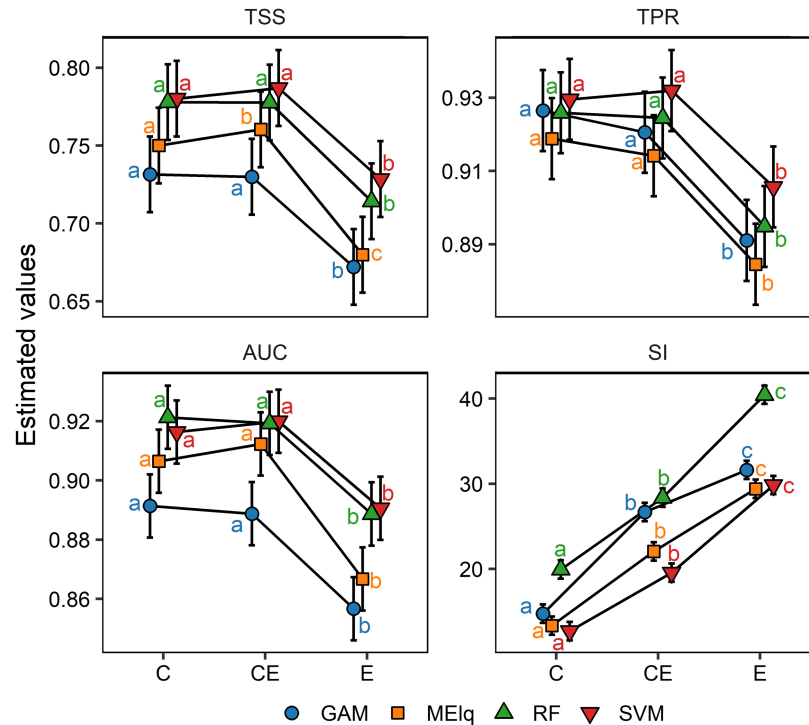 TSS
TPR
Estimated values
0.80
0.75
0.70
0.65
a a a a
a b
a a
b
b
c
b
0.93
0.91
0.89
a a a a
a a a a
b
b
b
b
AUC
SI
0.92
0.90
0.88
0.86
a a a a
a a
a a
b
b
b
b
40
30
20
c
c
c
c
b b
b
b
a
a
a
a
C CE E
C CE E
GAM MElq RF SVM